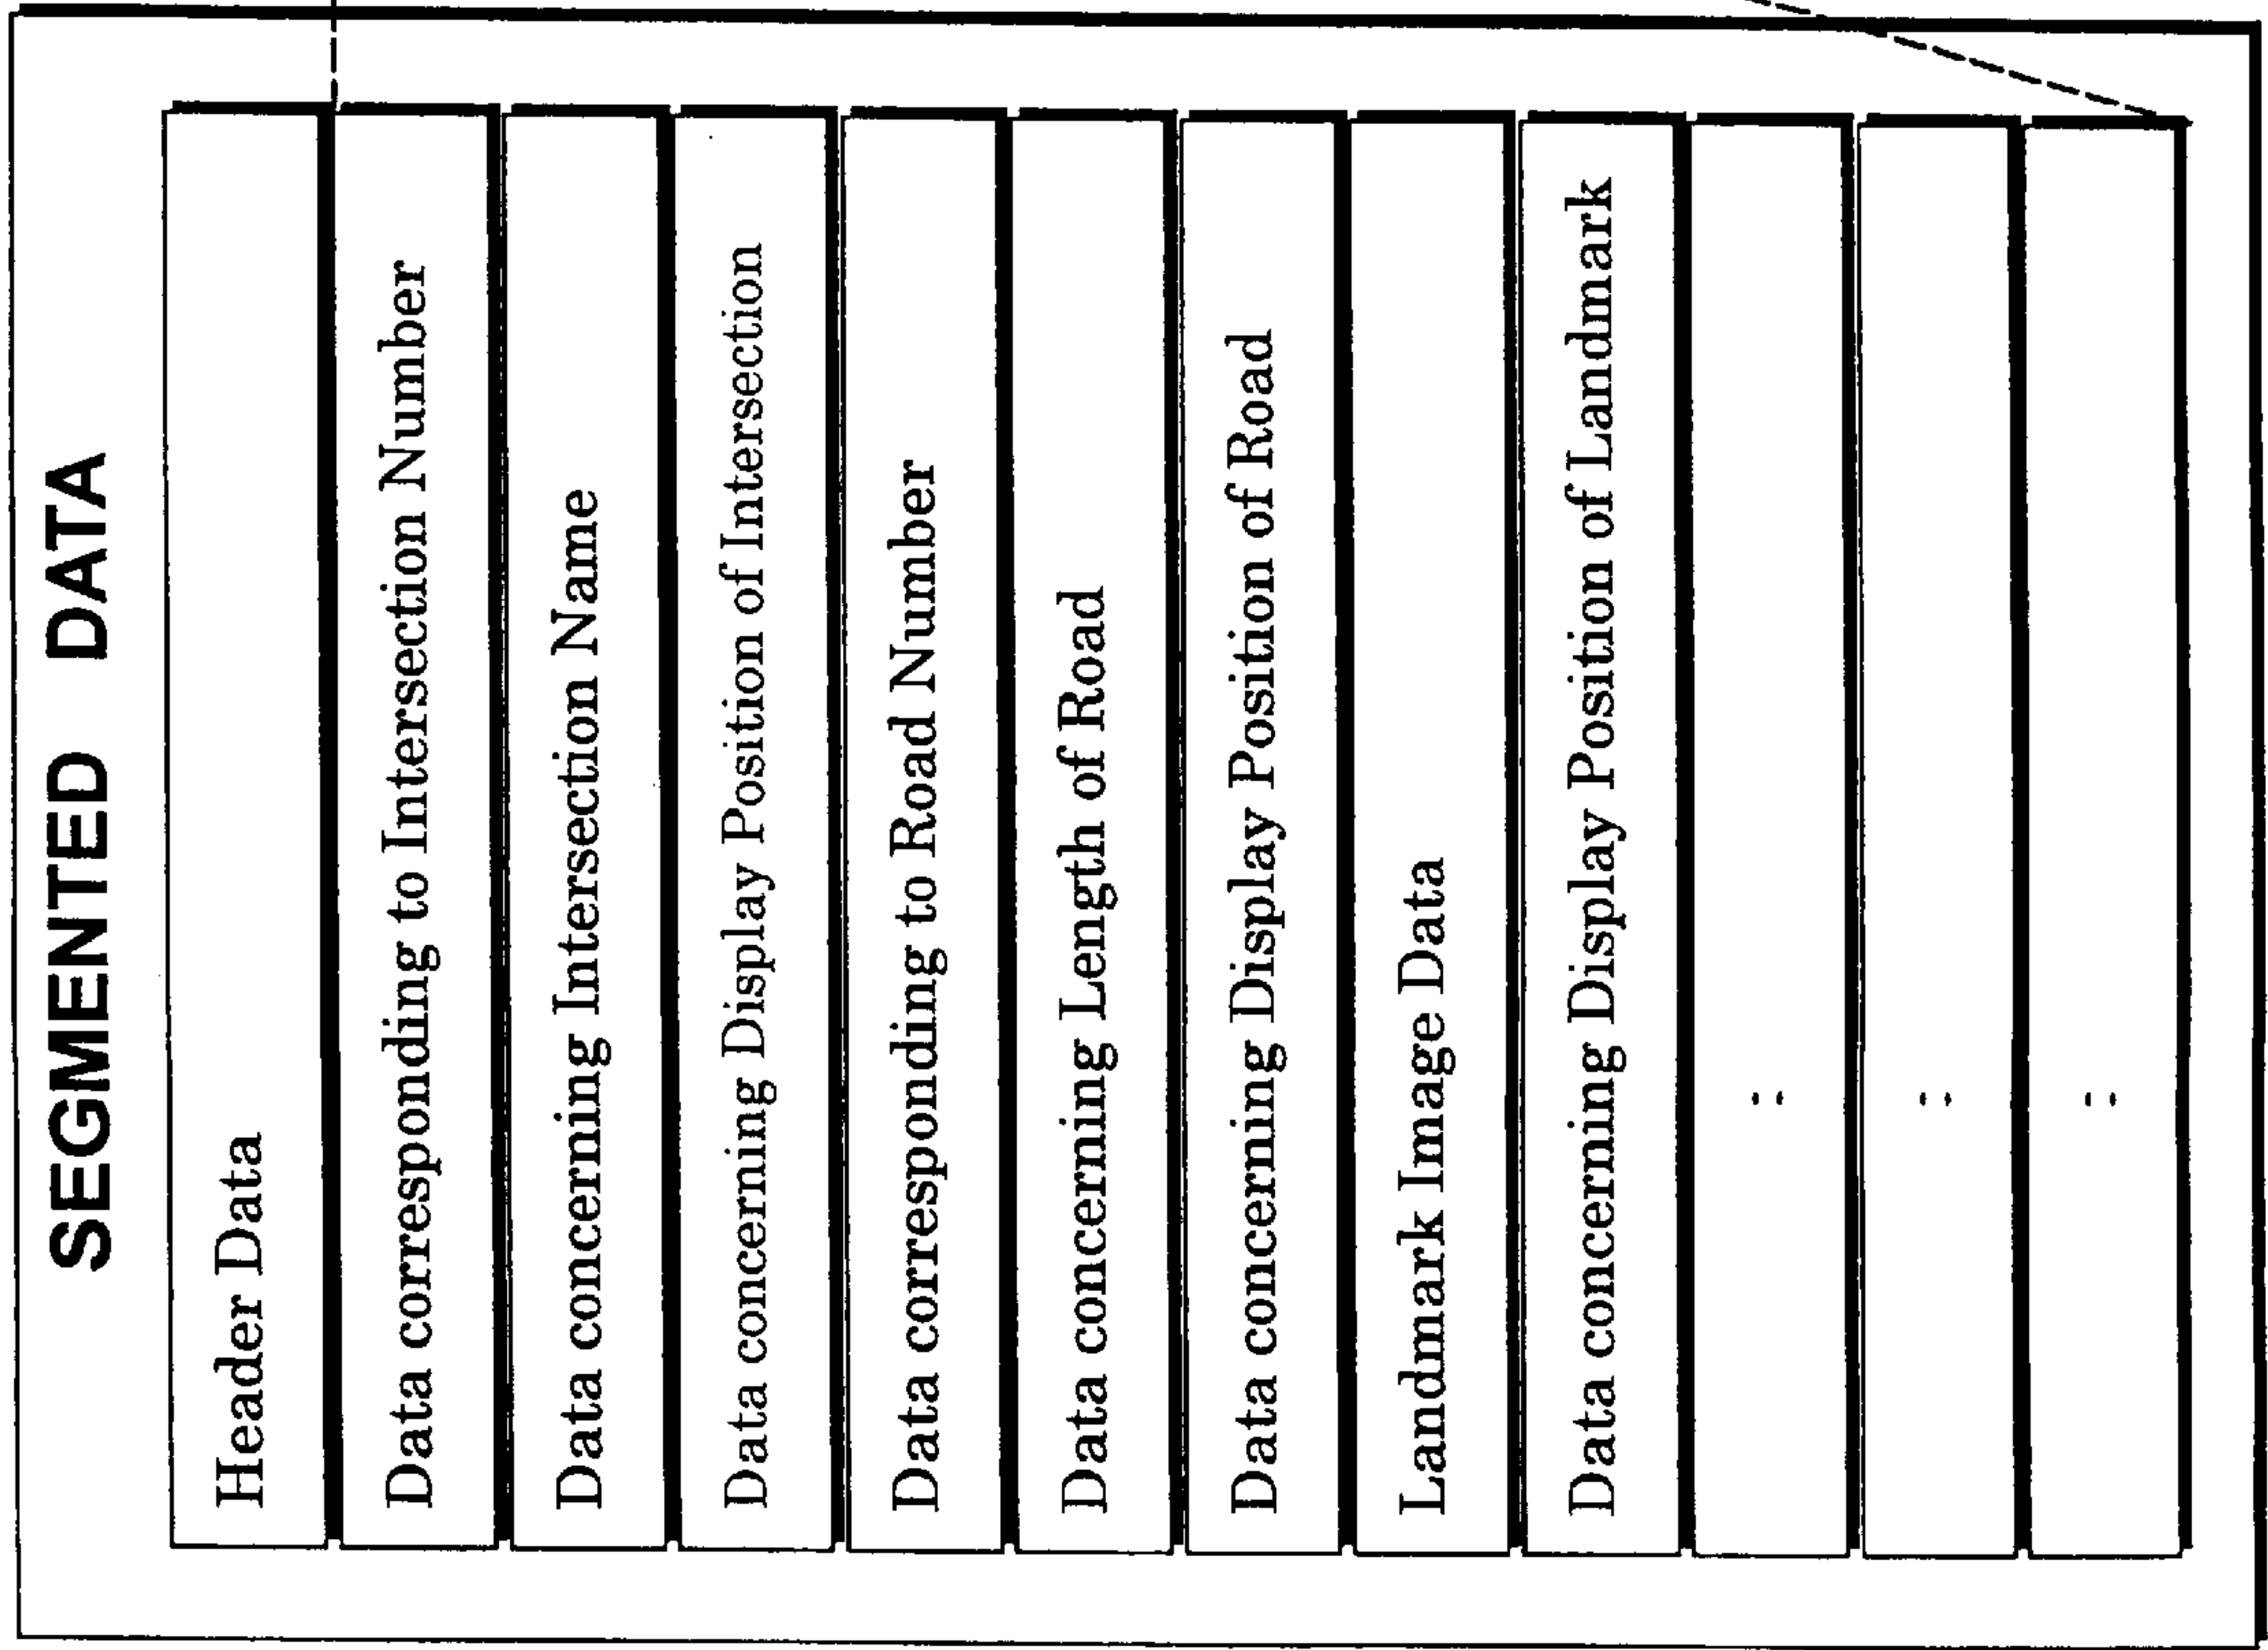 SEGMENTED DATA
Header Data
Data corresponding to Intersection Number
Data concerning Intersection Name
Data concerning Display Position of Intersection
Data corresponding to Road Number
Data concerning Length of Road
Data concerning Display Position of Road
Landmark Image Data
Data concerning Display Position of Landmark
:
:
: